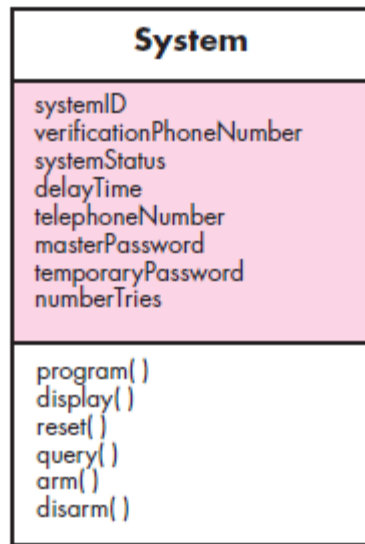 System
systemID
verificationPhoneNumber
systemStatus
delayTime
telephoneNumber
masterPassword
temporaryPassword
numberTries
program( )
display( )
reset( )
query( )
arm( )
disarm( )